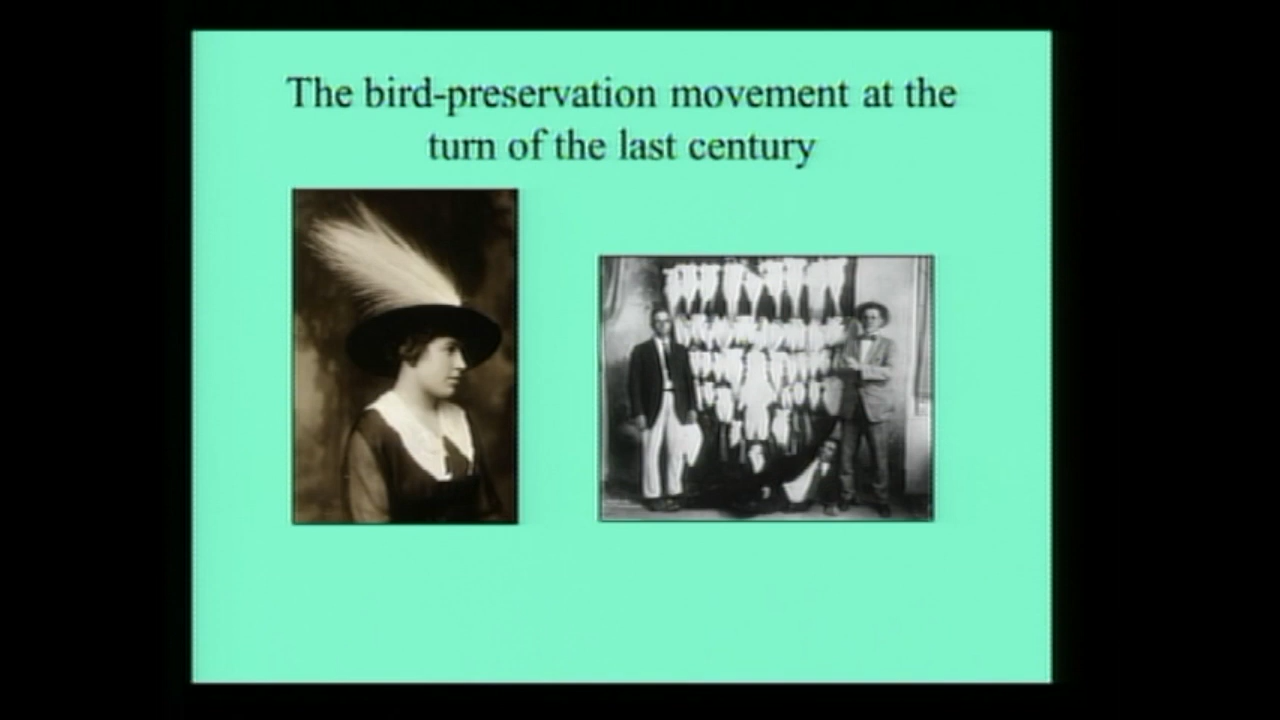 The bird-preservation movement at the
turn of the last century